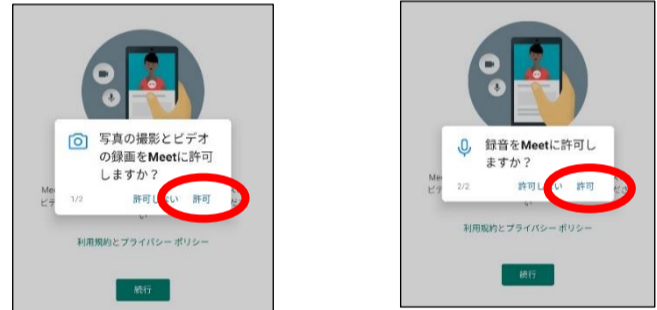 写真の撮影とビデオ
の録画をMeetに許可
しますか？
1/2 許可しない 許可
い
利用規約とプライバシー ポリシー
続行
録音をMeetに許可し
ますか？
2/2 許可しない 許可
い
利用規約とプライバシー ポリシー
続行